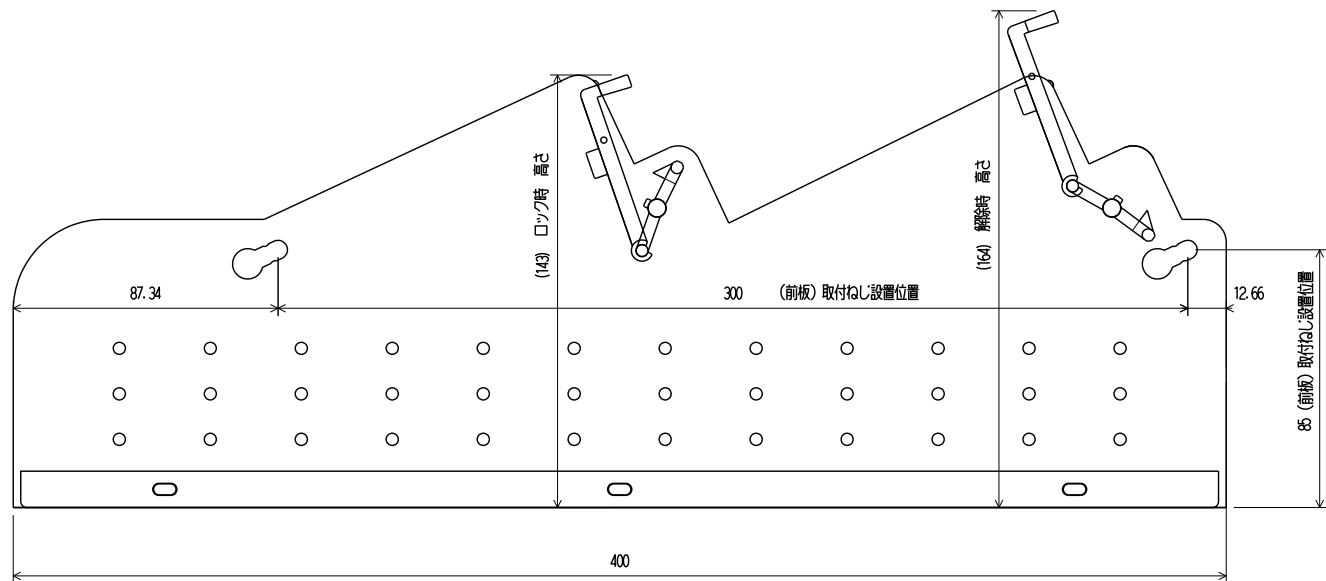 (143) ロック時 高さ
(164) 解除時 高さ
87.34
300 (前板)取付ねじ設置位置
12.66
85 (前板)取付ねじ設置位置
400